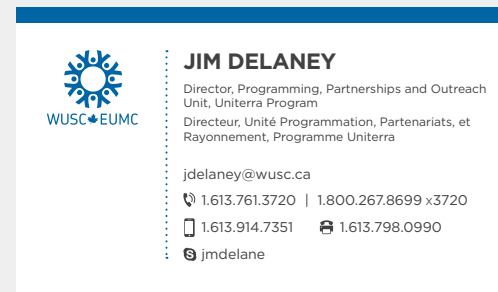 JIM DELANEY
Director, Programming, Partnerships and Outreach
Unit, Uniterra Program
Directeur, Unité Programmation, Partenariats, et
Rayonnement, Programme Uniterra
WUSC EUMC
jdelaney@wusc.ca
1.613.761.3720 | 1.800.267.8699 x3720
1.613.914.7351 1.613.798.0990
jmdelane